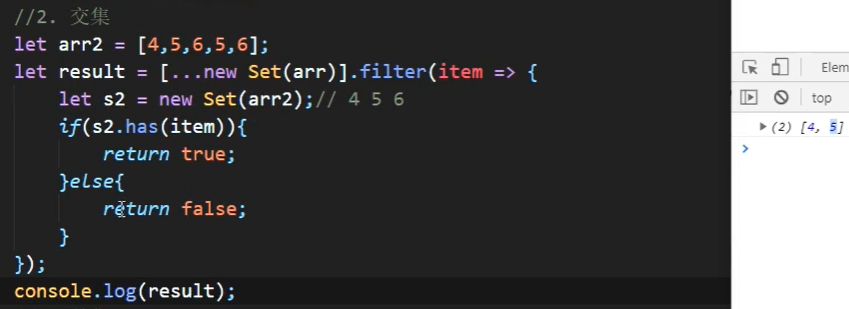 //2. 交集
let arr2 = [4,5,6,5,6];
let result = [...new Set(arr)].filter(item => {
    let s2 = new Set(arr2);// 4 5 6
    if(s2.has(item)){
        return true;
    }else{
        return false;
    }
});
console.log(result);
Elem
top
(2) [4, 5]